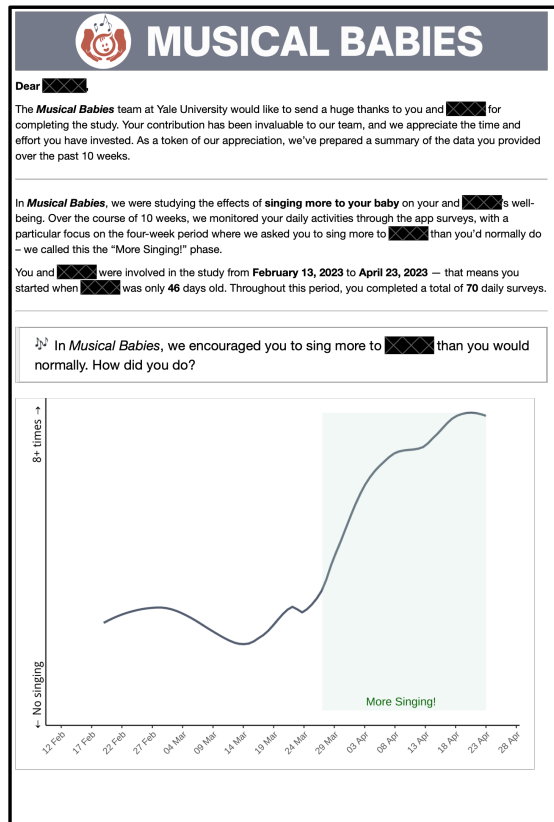 MUSICAL BABIES
Dear
The Musical Babies team at Yale University would like to send a huge thanks to you and for
completing the study. Your contribution has been invaluable to our team, and we appreciate the time and
effort you have invested. As a token of our appreciation, we've prepared a summary of the data you provided
over the past 10 weeks.
In Musical Babies, we were studying the effects of singing more to your baby on your and 's well-
being. Over the course of 10 weeks, we monitored your daily activities through the app surveys, with a
particular focus on the four-week period where we asked you to sing more to than you'd normally do
– we called this the “More Singing!” phase.
You and were involved in the study from February 13, 2023 to April 23, 2023 — that means you
started when was only 46 days old. Throughout this period, you completed a total of 70 daily surveys.
In Musical Babies, we encouraged you to sing more to than you would
normally. How did you do?
8+ times →
← No singing
More Singing!
12 Feb
17 Feb
22 Feb
27 Feb
04 Mar
09 Mar
14 Mar
19 Mar
24 Mar
29 Mar
03 Apr
08 Apr
13 Apr
18 Apr
23 Apr
28 Apr